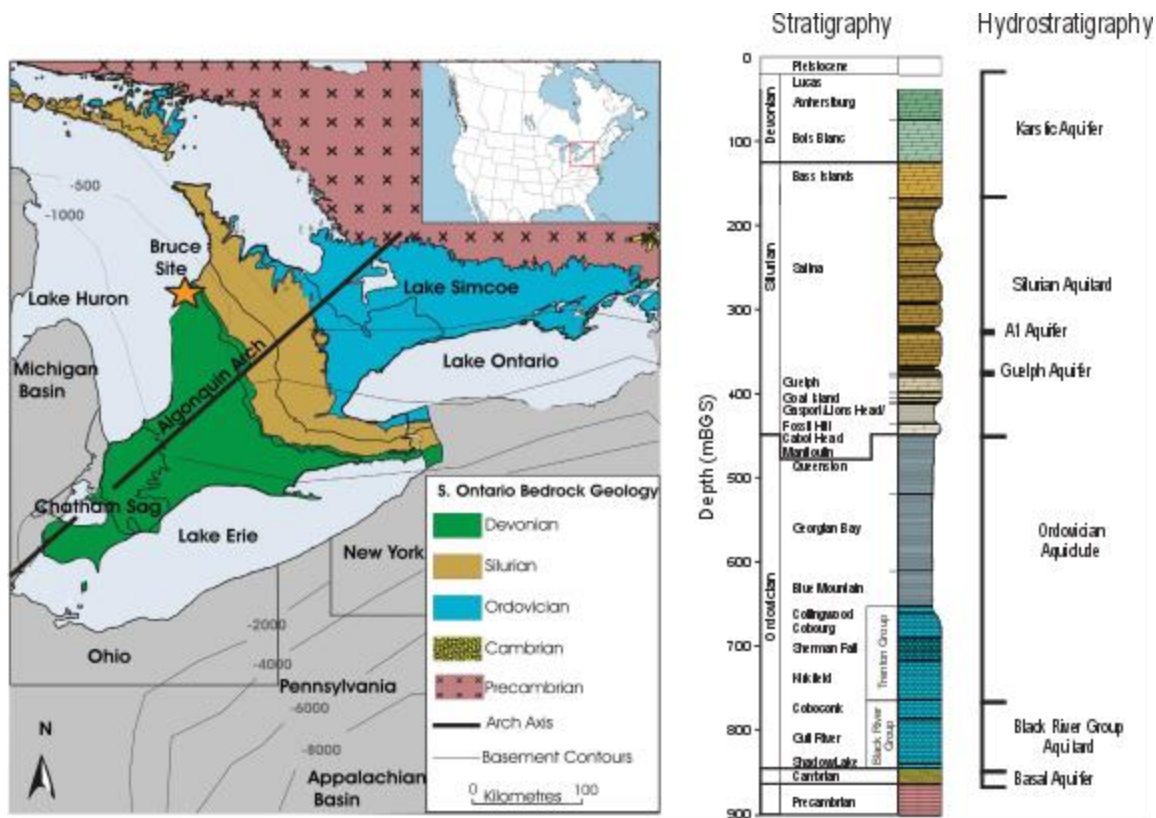 Stratigraphy
Hydrostratigraphy
-500
-1000
Bruce
Site
Lake Huron
Lake Simcoe
Lake Ontario
Michigan
Basin
Algonquin Arch
Chatham Sag
Lake Erie
New York
Ohio
-2000
-4000
Pennsylvania
-6000
-8000
Appalachian
Basin
N
S. Ontario Bedrock Geology
Devonian
Silurian
Ordovician
Cambrian
Precambrian
Arch Axis
Basement Contours
Kilometres
0 100
Depth (mBGS)
0
100
200
300
400
500
600
700
800
900
Devonian
Silurian
Ordovician
Pleistocene
Lucas
Amherstburg
Bois Blanc
Bass Islands
Salina
Guelph
Goat Island
Gasport/Lions Head/
Fossil Hill
Cabot Head
Manitoulin
Queenston
Georgian Bay
Blue Mountain
Collingwood
Cobourg
Sherman Fall
Kirkfield
Coboconk
Gull River
Shadow Lake
Cambrian
Precambrian
Trenton Group
Black River
Group
Karstic Aquifer
Silurian Aquitard
A1 Aquifer
Guelph Aquifer
Ordovician
Aquiclude
Black River Group
Aquitard
Basal Aquifer